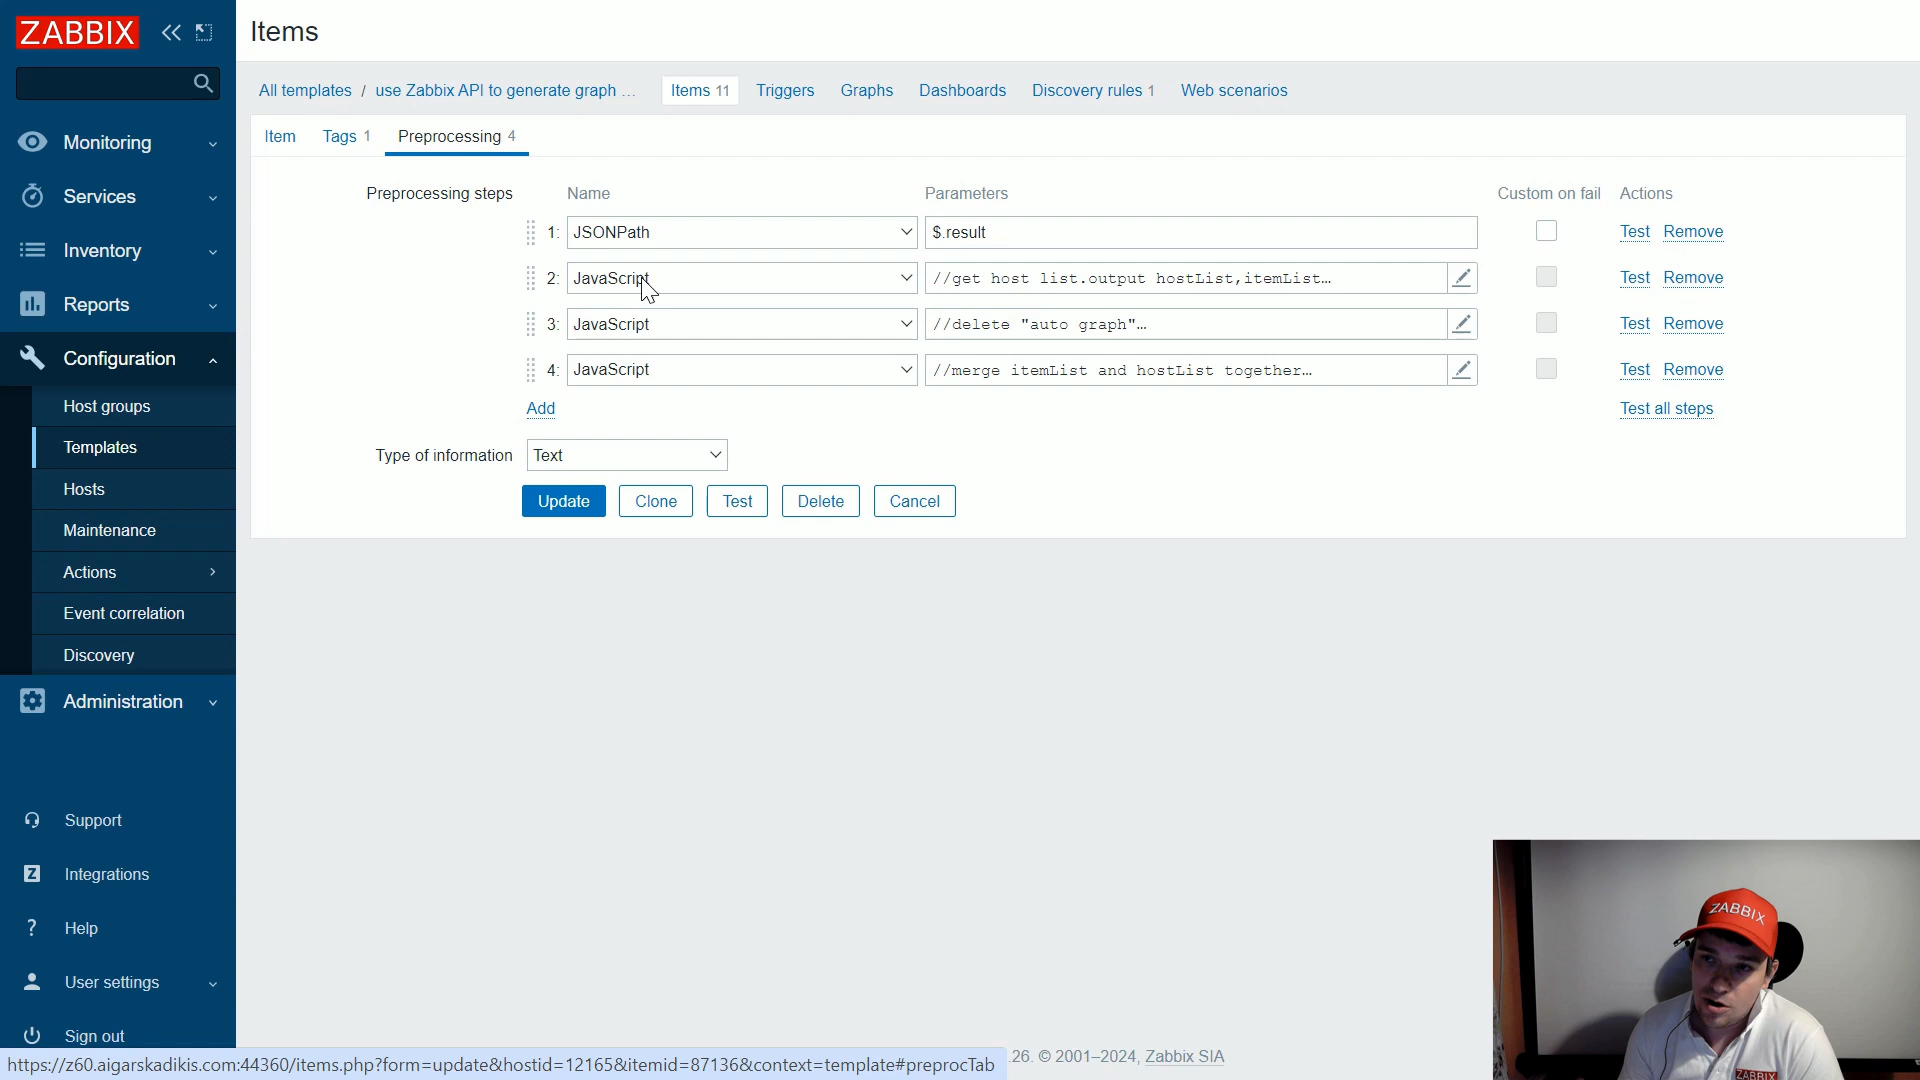 ZABBIX
Items
All templates / use Zabbix API to generate graph ...
Items 11
Triggers
Graphs
Dashboards
Discovery rules 1
Web scenarios
Item
Tags 1
Preprocessing 4
Monitoring
Services
Inventory
Reports
Configuration
Host groups
Templates
Hosts
Maintenance
Actions
Event correlation
Discovery
Administration
Support
Integrations
Help
User settings
Sign out
Preprocessing steps
Name
Parameters
Custom on fail
Actions
1: JSONPath $.result Test Remove
2: JavaScript //get host list.output hostList,itemList… Test Remove
3: JavaScript //delete "auto graph"… Test Remove
4: JavaScript //merge itemList and hostList together… Test Remove
Add
Test all steps
Type of information Text
Update Clone Test Delete Cancel
ZABBIX
ZABBIX
.26. © 2001–2024, Zabbix SIA
https://z60.aigarskadikis.com:44360/items.php?form=update&hostid=12165&itemid=87136&context=template#preprocTab